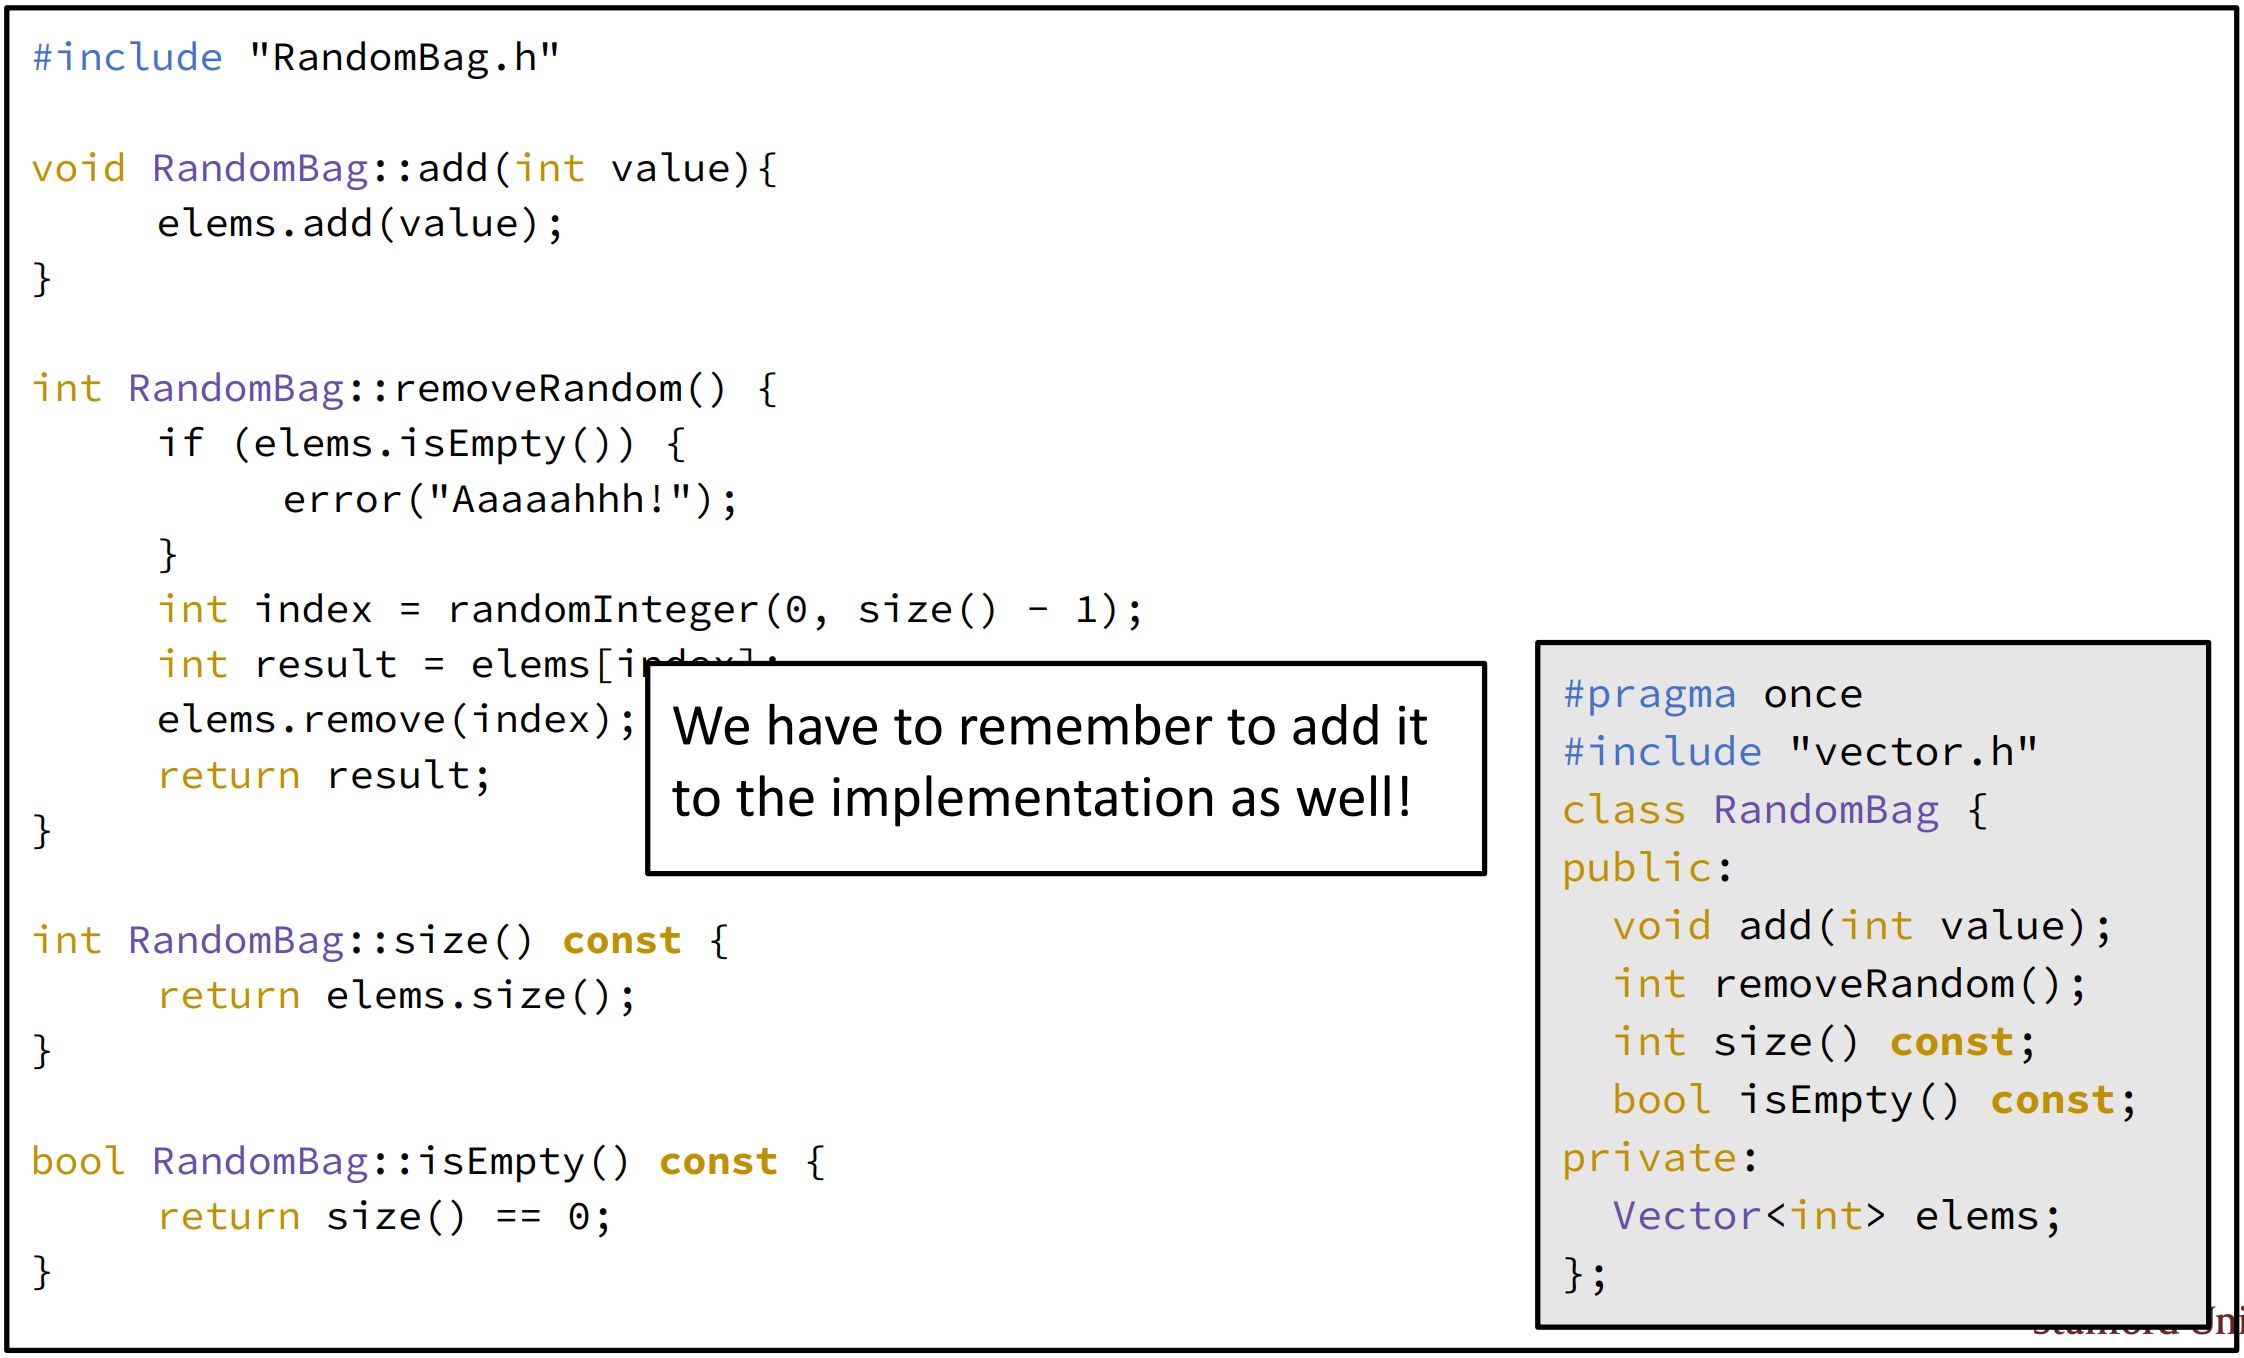 #include "RandomBag.h"
void RandomBag::add(int value){
elems.add(value);
}
int RandomBag::removeRandom() {
if (elems.isEmpty()) {
error("Aaaaahhh!");
}
int index = randomInteger(0, size() - 1);
int result = elems[index];
elems.remove(index);
return result;
}
int RandomBag::size() const {
return elems.size();
}
bool RandomBag::isEmpty() const {
return size() == 0;
}
We have to remember to add it
to the implementation as well!
#pragma once
#include "vector.h"
class RandomBag {
public:
void add(int value);
int removeRandom();
int size() const;
bool isEmpty() const;
private:
Vector<int> elems;
};
Stanford